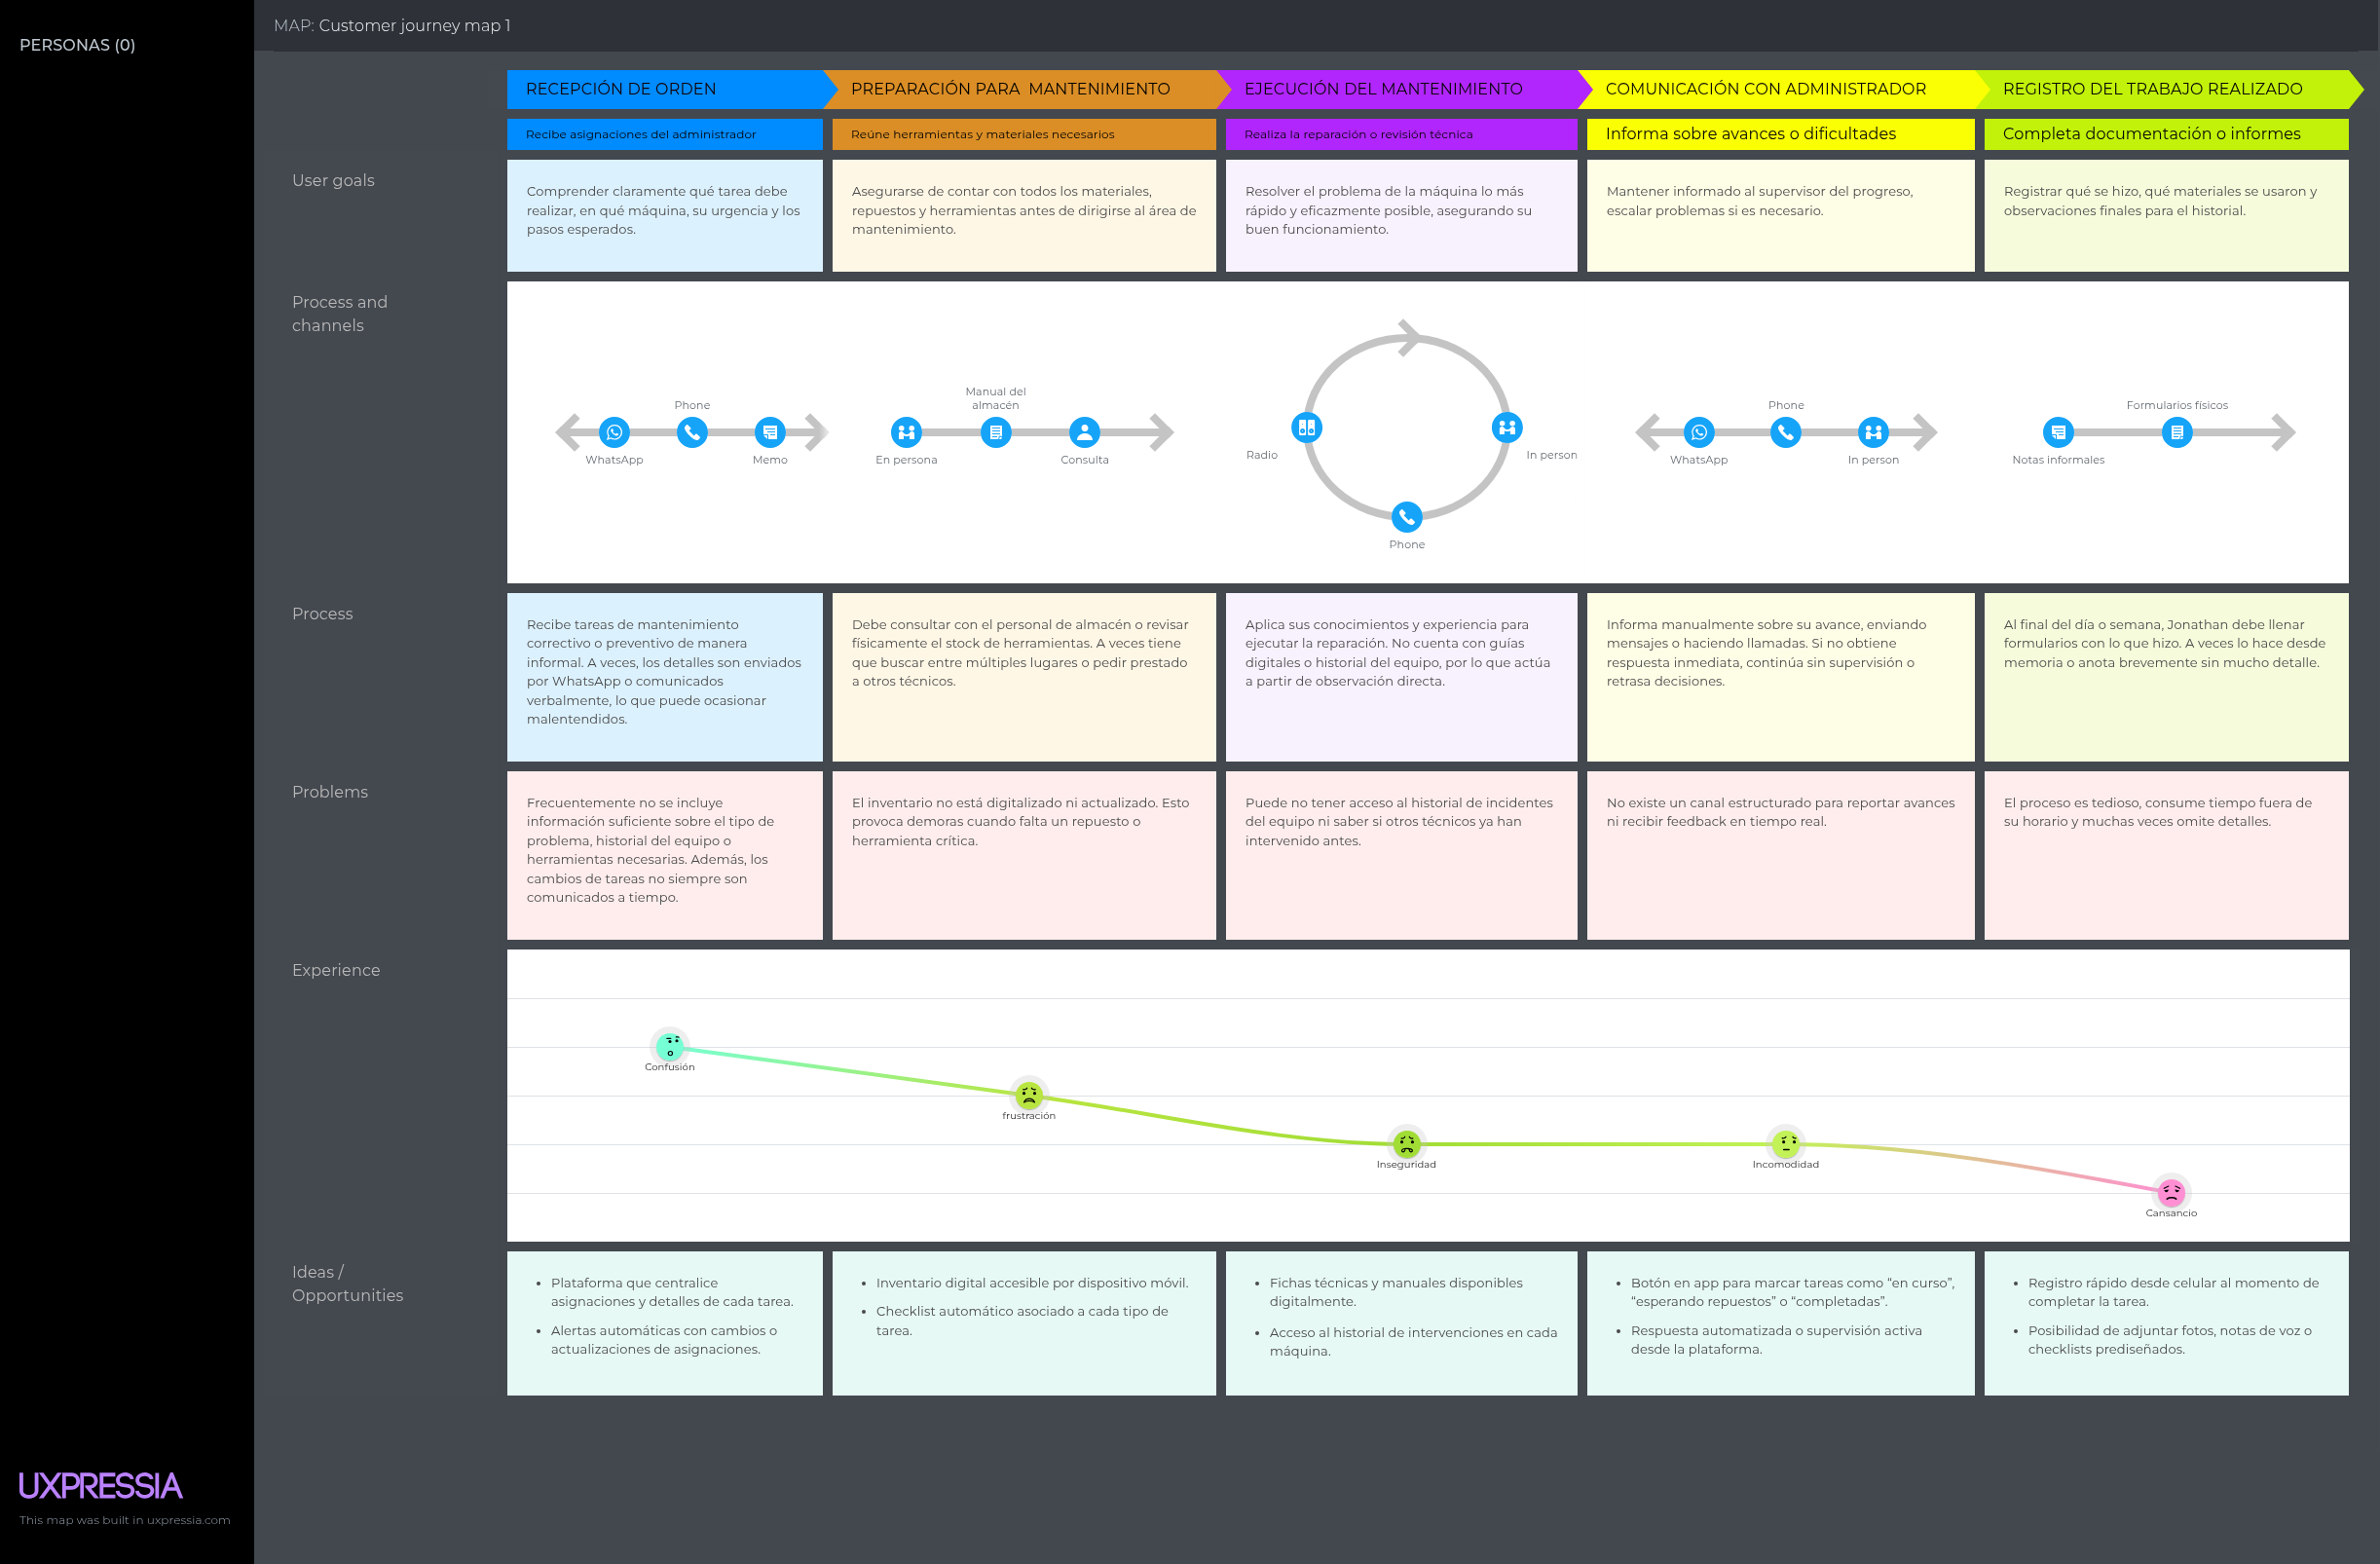 PERSONAS (0)
MAP: Customer journey map 1
RECEPCIÓN DE ORDEN
PREPARACIÓN PARA  MANTENIMIENTO
EJECUCIÓN DEL MANTENIMIENTO
COMUNICACIÓN CON ADMINISTRADOR
REGISTRO DEL TRABAJO REALIZADO
Recibe asignaciones del administrador
Reúne herramientas y materiales necesarios
Realiza la reparación o revisión técnica
Informa sobre avances o dificultades
Completa documentación o informes
User goals
Comprender claramente qué tarea debe
realizar, en qué máquina, su urgencia y los
pasos esperados.
Asegurarse de contar con todos los materiales,
repuestos y herramientas antes de dirigirse al área de
mantenimiento.
Resolver el problema de la máquina lo más
rápido y eficazmente posible, asegurando su
buen funcionamiento.
Mantener informado al supervisor del progreso,
escalar problemas si es necesario.
Registrar qué se hizo, qué materiales se usaron y
observaciones finales para el historial.
Process and
channels
WhatsApp
Phone
Memo
En persona
Manual del
almacén
Consulta
Radio
In person
Phone
WhatsApp
Phone
In person
Notas informales
Formularios físicos
Process
Recibe tareas de mantenimiento
correctivo o preventivo de manera
informal. A veces, los detalles son enviados
por WhatsApp o comunicados
verbalmente, lo que puede ocasionar
malentendidos.
Debe consultar con el personal de almacén o revisar
físicamente el stock de herramientas. A veces tiene
que buscar entre múltiples lugares o pedir prestado
a otros técnicos.
Aplica sus conocimientos y experiencia para
ejecutar la reparación. No cuenta con guías
digitales o historial del equipo, por lo que actúa
a partir de observación directa.
Informa manualmente sobre su avance, enviando
mensajes o haciendo llamadas. Si no obtiene
respuesta inmediata, continúa sin supervisión o
retrasa decisiones.
Al final del día o semana, Jonathan debe llenar
formularios con lo que hizo. A veces lo hace desde
memoria o anota brevemente sin mucho detalle.
Problems
Frecuentemente no se incluye
información suficiente sobre el tipo de
problema, historial del equipo o
herramientas necesarias. Además, los
cambios de tareas no siempre son
comunicados a tiempo.
El inventario no está digitalizado ni actualizado. Esto
provoca demoras cuando falta un repuesto o
herramienta crítica.
Puede no tener acceso al historial de incidentes
del equipo ni saber si otros técnicos ya han
intervenido antes.
No existe un canal estructurado para reportar avances
ni recibir feedback en tiempo real.
El proceso es tedioso, consume tiempo fuera de
su horario y muchas veces omite detalles.
Experience
Confusión
frustración
Inseguridad
Incomodidad
Cansancio
Ideas /
Opportunities
• Plataforma que centralice
asignaciones y detalles de cada tarea.
• Alertas automáticas con cambios o
actualizaciones de asignaciones.
• Inventario digital accesible por dispositivo móvil.
• Checklist automático asociado a cada tipo de
tarea.
• Fichas técnicas y manuales disponibles
digitalmente.
• Acceso al historial de intervenciones en cada
máquina.
• Botón en app para marcar tareas como “en curso”,
“esperando repuestos” o “completadas”.
• Respuesta automatizada o supervisión activa
desde la plataforma.
• Registro rápido desde celular al momento de
completar la tarea.
• Posibilidad de adjuntar fotos, notas de voz o
checklists prediseñados.
UXPRESSIA
This map was built in uxpressia.com